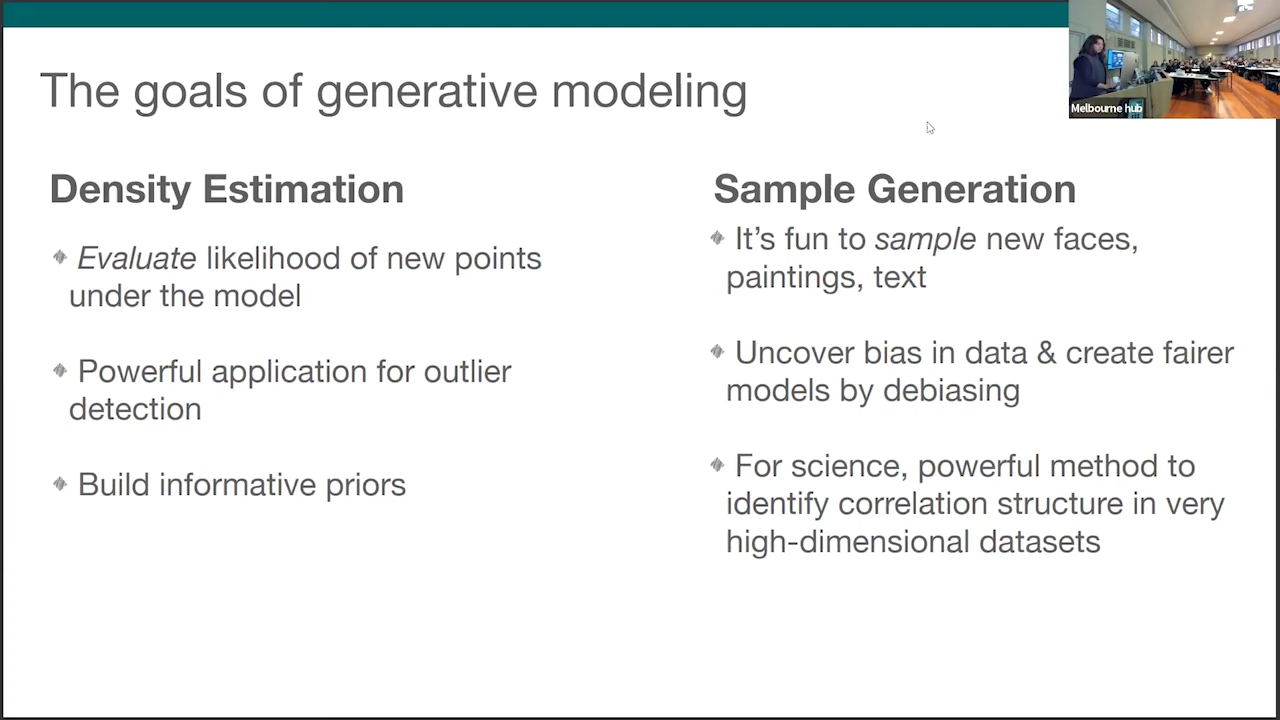 The goals of generative modeling
Melbourne hub
Density Estimation
Evaluate likelihood of new points
under the model
Powerful application for outlier
detection
Build informative priors
Sample Generation
It's fun to sample new faces,
paintings, text
Uncover bias in data & create fairer
models by debiasing
For science, powerful method to
identify correlation structure in very
high-dimensional datasets